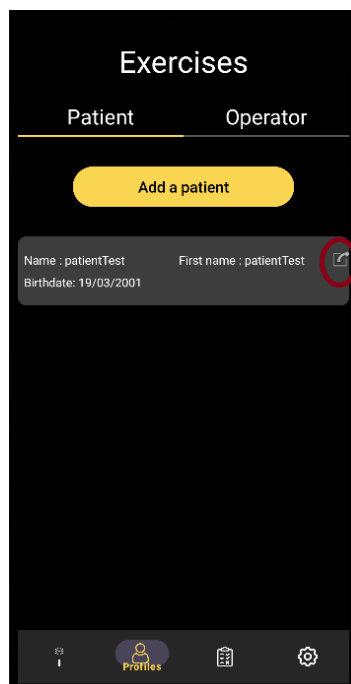 Exercises
Patient Operator
Add a patient
Name : patientTest First name : patientTest
Birthdate: 19/03/2001
Profiles